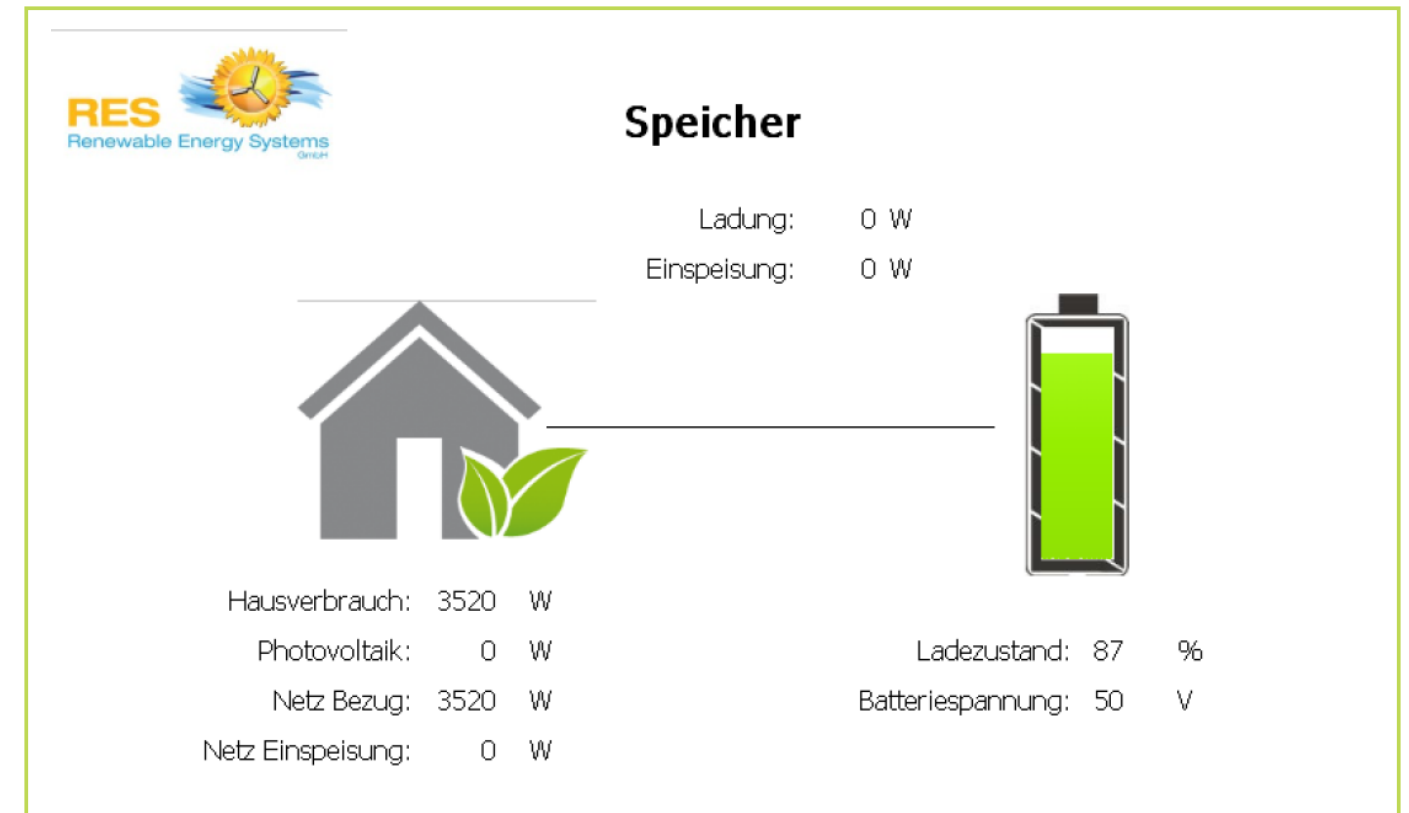 RES
Renewable Energy Systems
GmbH
Speicher
Ladung: 0 W
Einspeisung: 0 W
Hausverbrauch: 3520 W
Photovoltaik: 0 W
Netz Bezug: 3520 W
Netz Einspeisung: 0 W
Ladezustand: 87 %
Batteriespannung: 50 V